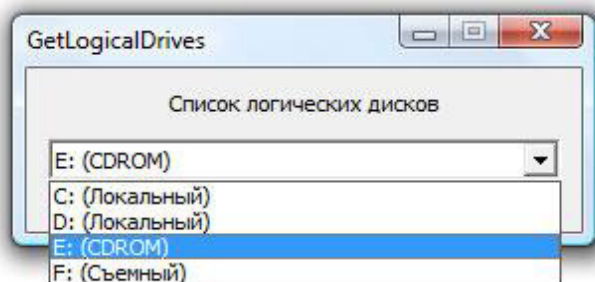 GetLogicalDrives
Список логических дисков
E: (CDROM)
C: (Локальный)
D: (Локальный)
E: (CDROM)
F: (Съемный)